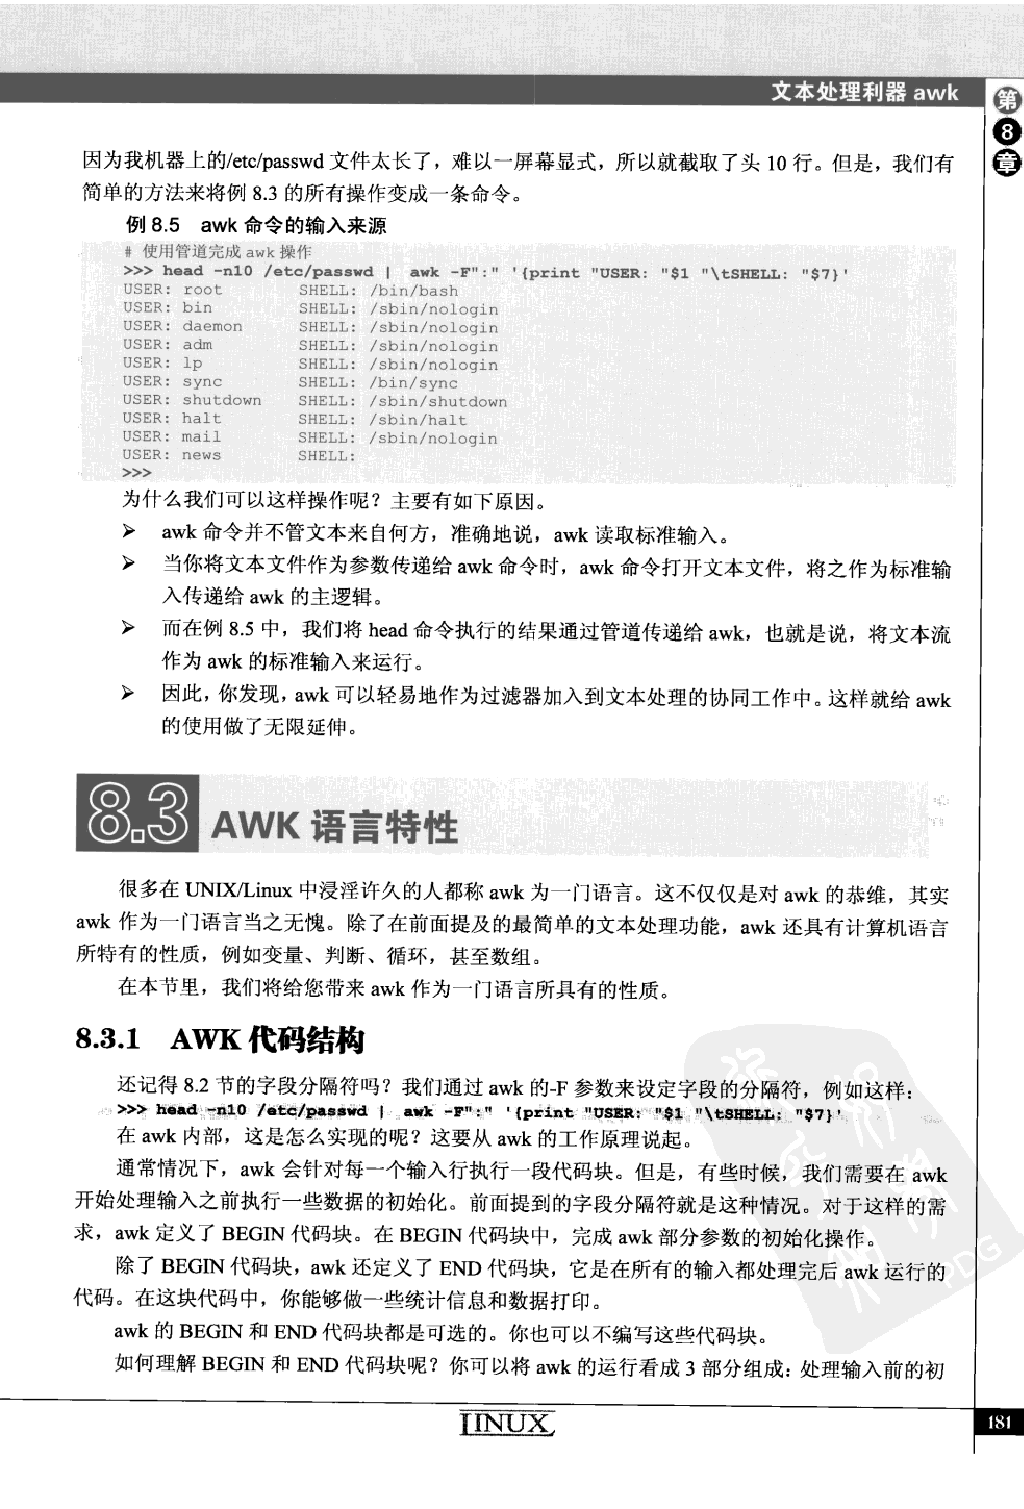 文本处理利器 awk
第
8
章
因为我机器上的/etc/passwd 文件太长了，难以一屏幕显式，所以就截取了头 10 行。但是，我们有
简单的方法来将例 8.3 的所有操作变成一条命令。
例 8.5 awk 命令的输入来源
# 使用管道完成 awk 操作
>>> head -n10 /etc/passwd | awk -F":" '{print "USER: "$1 "\tSHELL: "$7}'
USER: root SHELL: /bin/bash
USER: bin SHELL: /sbin/nologin
USER: daemon SHELL: /sbin/nologin
USER: adm SHELL: /sbin/nologin
USER: lp SHELL: /sbin/nologin
USER: sync SHELL: /bin/sync
USER: shutdown SHELL: /sbin/shutdown
USER: halt SHELL: /sbin/halt
USER: mail SHELL: /sbin/nologin
USER: news SHELL:
>>>
为什么我们可以这样操作呢？主要有如下原因。
➢ awk 命令并不管文本来自何方，准确地说，awk 读取标准输入。
➢ 当你将文本文件作为参数传递给 awk 命令时，awk 命令打开文本文件，将之作为标准输
入传递给 awk 的主逻辑。
➢ 而在例 8.5 中，我们将 head 命令执行的结果通过管道传递给 awk，也就是说，将文本流
作为 awk 的标准输入来运行。
➢ 因此，你发现，awk 可以轻易地作为过滤器加入到文本处理的协同工作中。这样就给 awk
的使用做了无限延伸。
8.3 AWK 语言特性
很多在 UNIX/Linux 中浸淫许久的人都称 awk 为一门语言。这不仅仅是对 awk 的恭维，其实
awk 作为一门语言当之无愧。除了在前面提及的最简单的文本处理功能，awk 还具有计算机语言
所特有的性质，例如变量、判断、循环，甚至数组。
在本节里，我们将给您带来 awk 作为一门语言所具有的性质。
8.3.1 AWK 代码结构
还记得 8.2 节的字段分隔符吗？我们通过 awk 的-F 参数来设定字段的分隔符，例如这样：
>>> head -n10 /etc/passwd | awk -F":" '{print "USER: "$1 "\tSHELL: "$7}'
在 awk 内部，这是怎么实现的呢？这要从 awk 的工作原理说起。
通常情况下，awk 会针对每一个输入行执行一段代码块。但是，有些时候，我们需要在 awk
开始处理输入之前执行一些数据的初始化。前面提到的字段分隔符就是这种情况。对于这样的需
求，awk 定义了 BEGIN 代码块。在 BEGIN 代码块中，完成 awk 部分参数的初始化操作。
除了 BEGIN 代码块，awk 还定义了 END 代码块，它是在所有的输入都处理完后 awk 运行的
代码。在这块代码中，你能够做一些统计信息和数据打印。
awk 的 BEGIN 和 END 代码块都是可选的。你也可以不编写这些代码块。
如何理解 BEGIN 和 END 代码块呢？你可以将 awk 的运行看成 3 部分组成：处理输入前的初
PDG
LINUX
181